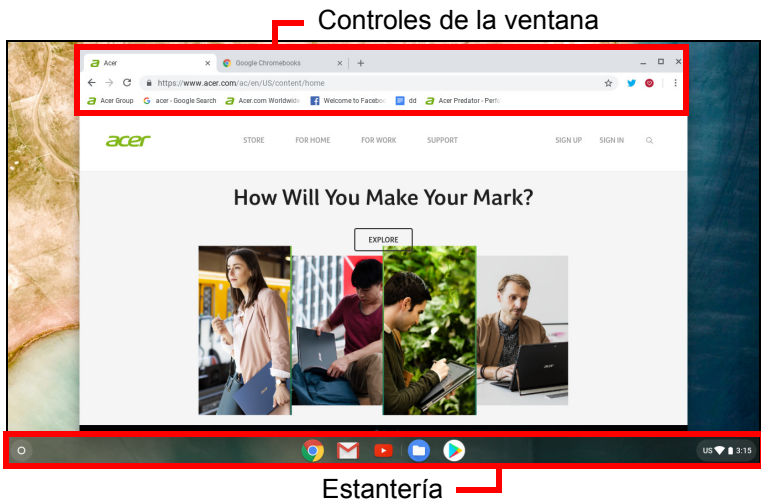 Controles de la ventana
Acer
Google Chromebooks
https://www.acer.com/ac/en/US/content/home
Acer Group
acer - Google Search
Acer.com Worldwide
Welcome to Faceboo
dd
Acer Predator - Perfo
acer
STORE
FOR HOME
FOR WORK
SUPPORT
SIGN UP
SIGN IN
How Will You Make Your Mark?
EXPLORE
US
3:15
Estantería